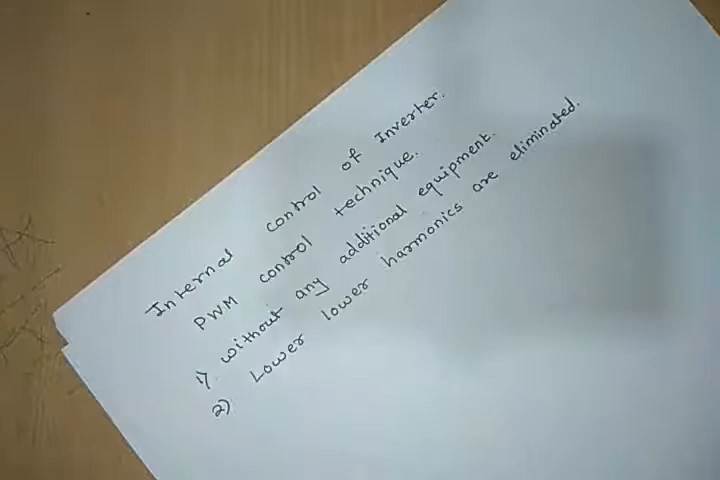 Internal control of Inverter.
PWM control technique.
1) without any additional equipment.
2) Lower lower harmonics are eliminated.